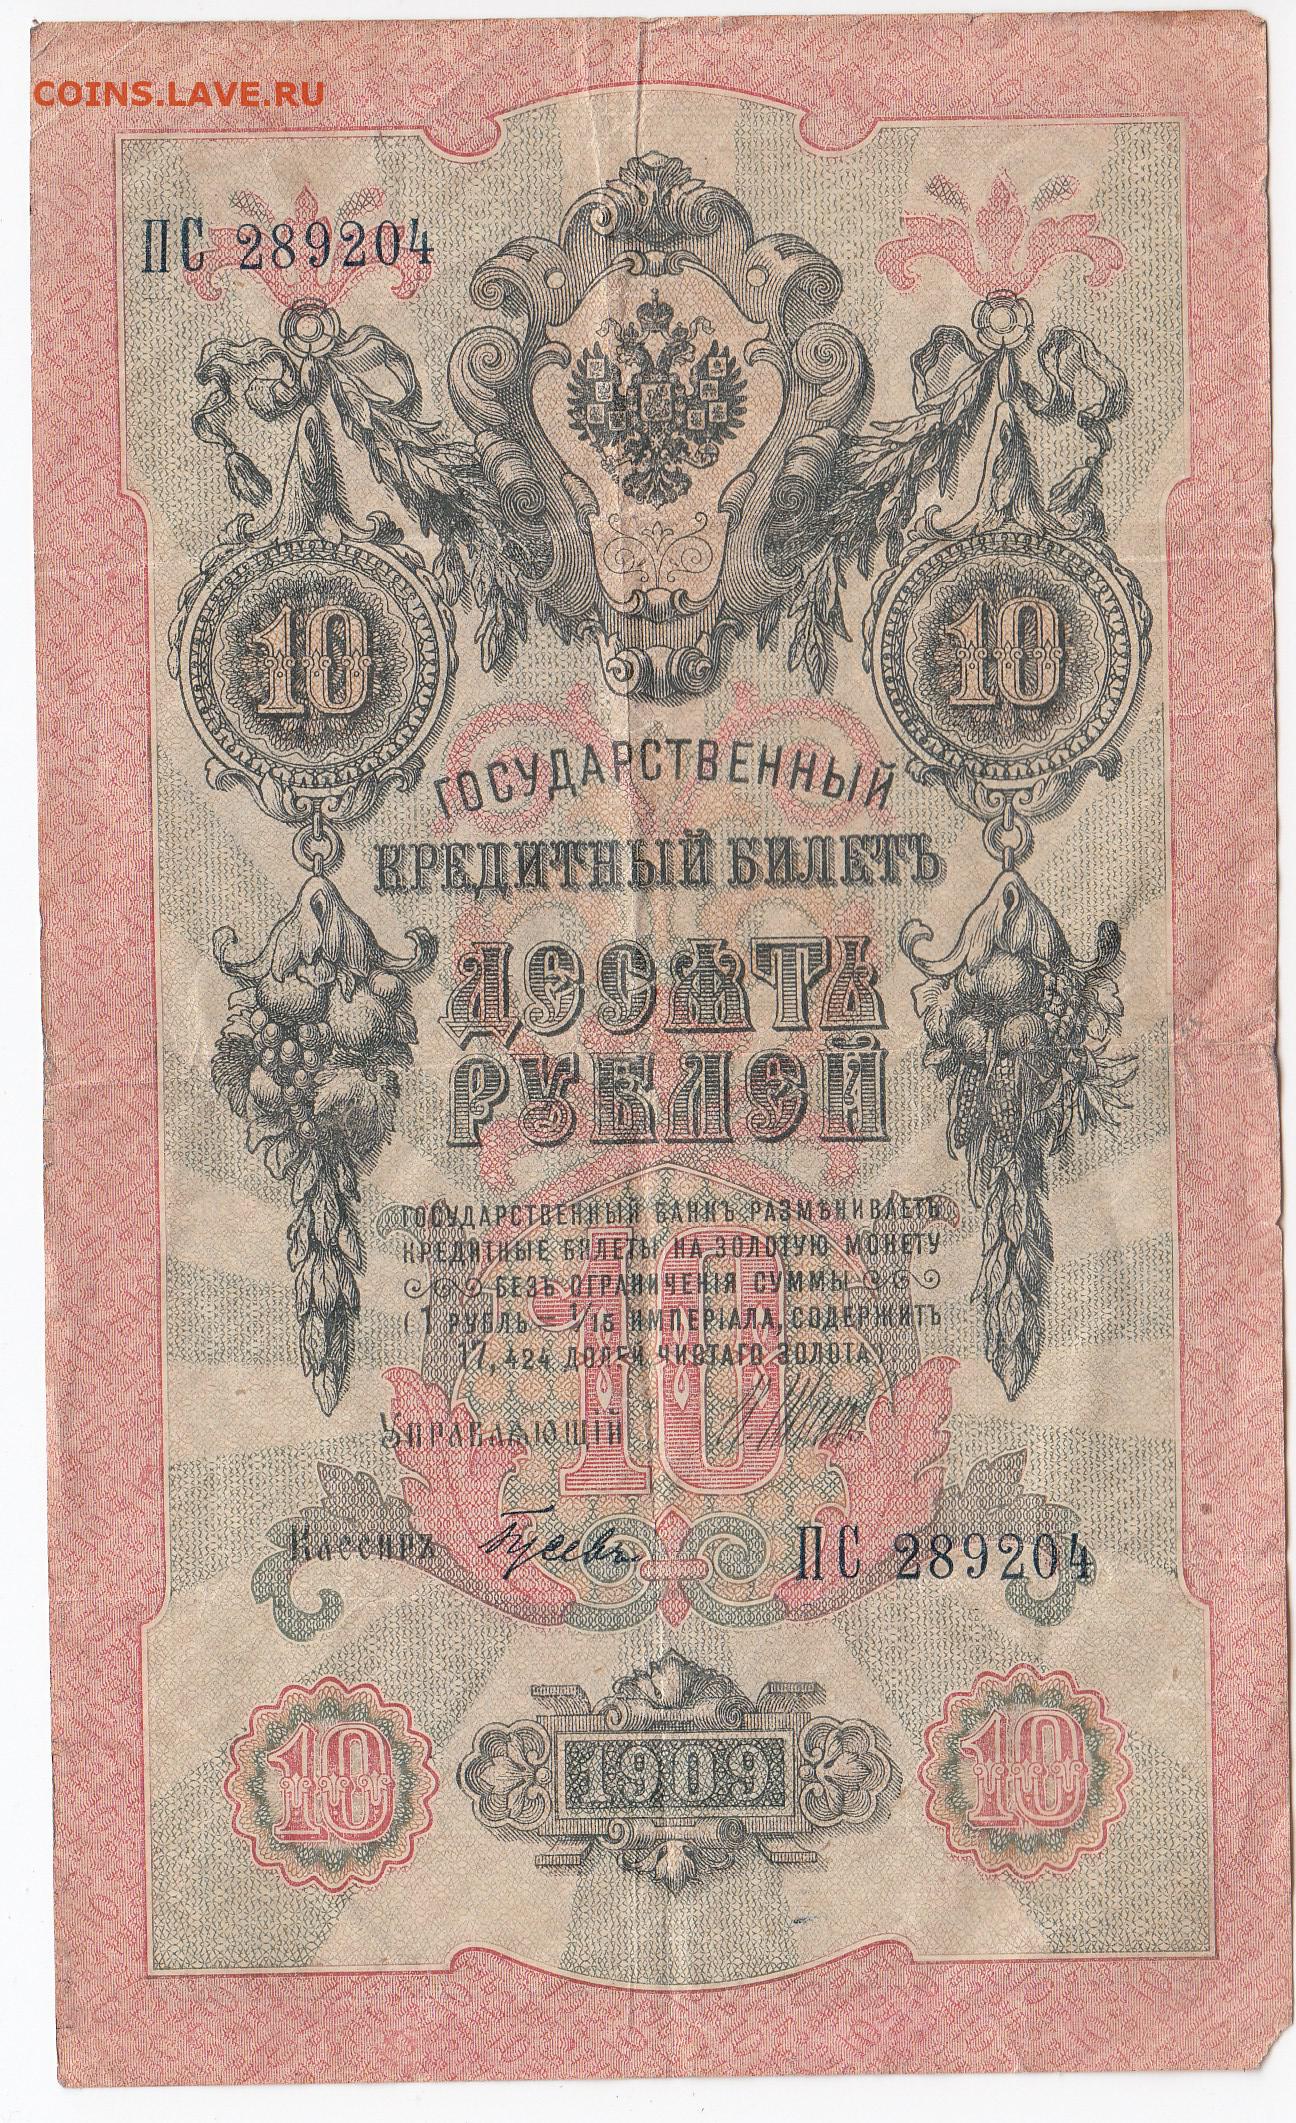 COINS.LAVE.RU
ПС 289204
10
10
ГОСУДАРСТВЕННЫЙ
КРЕДИТНЫЙ БИЛЕТЪ
ДЕСЯТЬ
РУБЛЕЙ
ГОСУДАРСТВЕННЫЙ БАНКЪ РАЗМѢНИВАЕТЪ
КРЕДИТНЫЕ БИЛЕТЫ НА ЗОЛОТУЮ МОНЕТУ
БЕЗЪ ОГРАНИЧЕНІЯ СУММЫ
(1 РУБЛЬ = 1/15 ИМПЕРІАЛА, СОДЕРЖИТЪ
17,424 ДОЛЕЙ ЧИСТАГО ЗОЛОТА).
10
Управляющій
Кассиръ Гусевъ
ПС 289204
10
1909
10